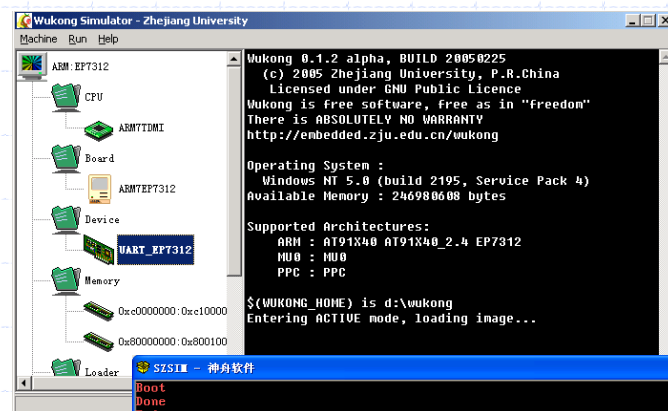 Wukong Simulator - Zhejiang University
Machine Run Help
ARM:EP7312
CPU
ARM7TDMI
Board
ARM7EP7312
Device
UART_EP7312
Memory
0xc0000000:0xc10000
0x80000000:0x800100
Loader
Wukong 0.1.2 alpha, BUILD 20050225
(c) 2005 Zhejiang University, P.R.China
Licensed under GNU Public Licence
Wukong is free software, free as in "freedom"
There is ABSOLUTELY NO WARRANTY
http://embedded.zju.edu.cn/wukong
Operating System :
Windows NT 5.0 (build 2195, Service Pack 4)
Available Memory : 246980608 bytes
Supported Architectures:
ARM : AT91X40 AT91X40_2.4 EP7312
MU0 : MU0
PPC : PPC
$(WUKONG_HOME) is d:\wukong
Entering ACTIVE mode, loading image...
SZSIM - 神舟软件
Boot
Done